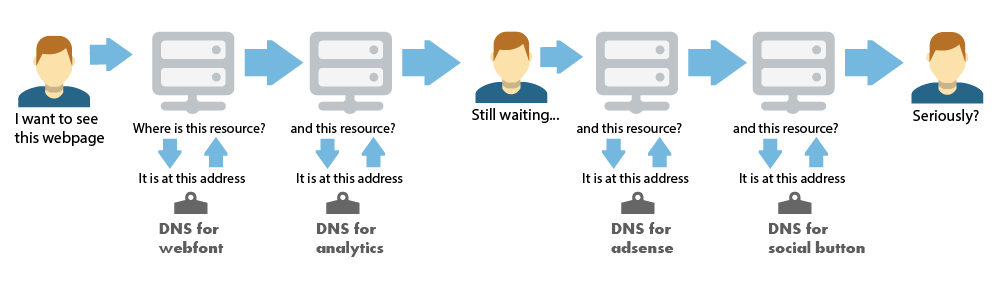 I want to see
this webpage
Where is this resource?
It is at this address
DNS for
webfont
and this resource?
It is at this address
DNS for
analytics
Still waiting...
and this resource?
It is at this address
DNS for
adsense
and this resource?
It is at this address
DNS for
social button
Seriously?